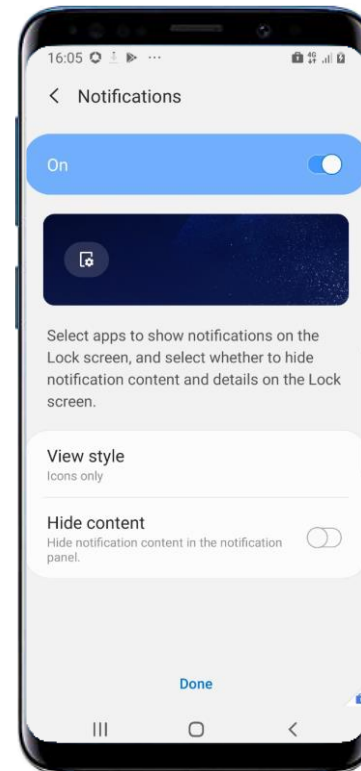 16:05
4G
Notifications
On
Select apps to show notifications on the
Lock screen, and select whether to hide
notification content and details on the Lock
screen.
View style
Icons only
Hide content
Hide notification content in the notification
panel.
Done